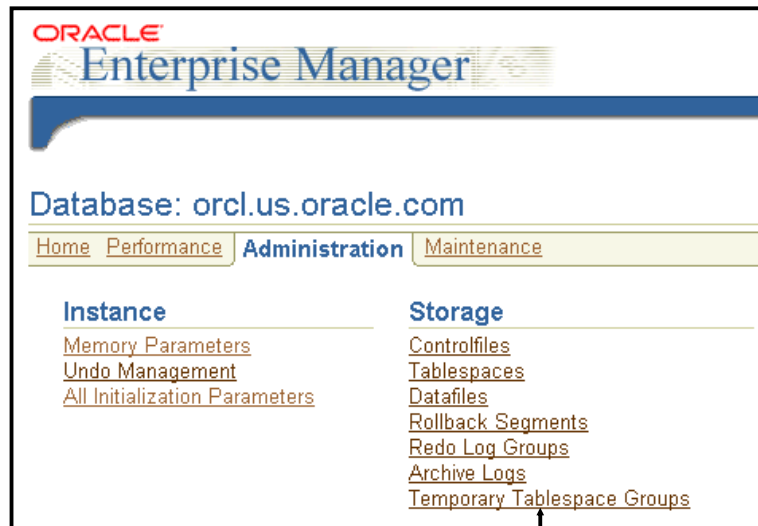 ORACLE
Enterprise Manager
Database: orcl.us.oracle.com
Home Performance Administration Maintenance
Instance
Memory Parameters
Undo Management
All Initialization Parameters
Storage
Controlfiles
Tablespaces
Datafiles
Rollback Segments
Redo Log Groups
Archive Logs
Temporary Tablespace Groups